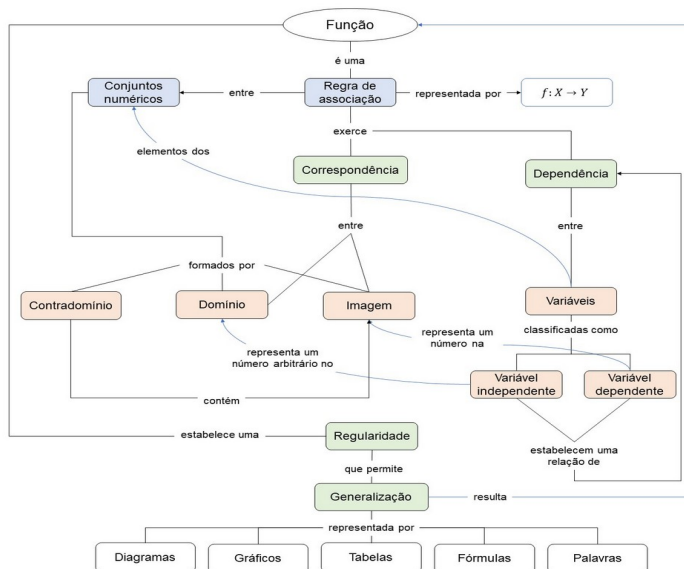 Função
é uma
Conjuntos
numéricos
entre
Regra de
associação
representada por
f: X → Y
exerce
elementos dos
Correspondência
Dependência
entre
entre
formados por
Contradomínio
Domínio
Imagem
Variáveis
representa um
número na
classificadas como
representa um
número arbitrário no
Variável
independente
Variável
dependente
contém
estabelece uma
Regularidade
estabelecem uma
relação de
que permite
Generalização
resulta
representada por
Diagramas
Gráficos
Tabelas
Fórmulas
Palavras